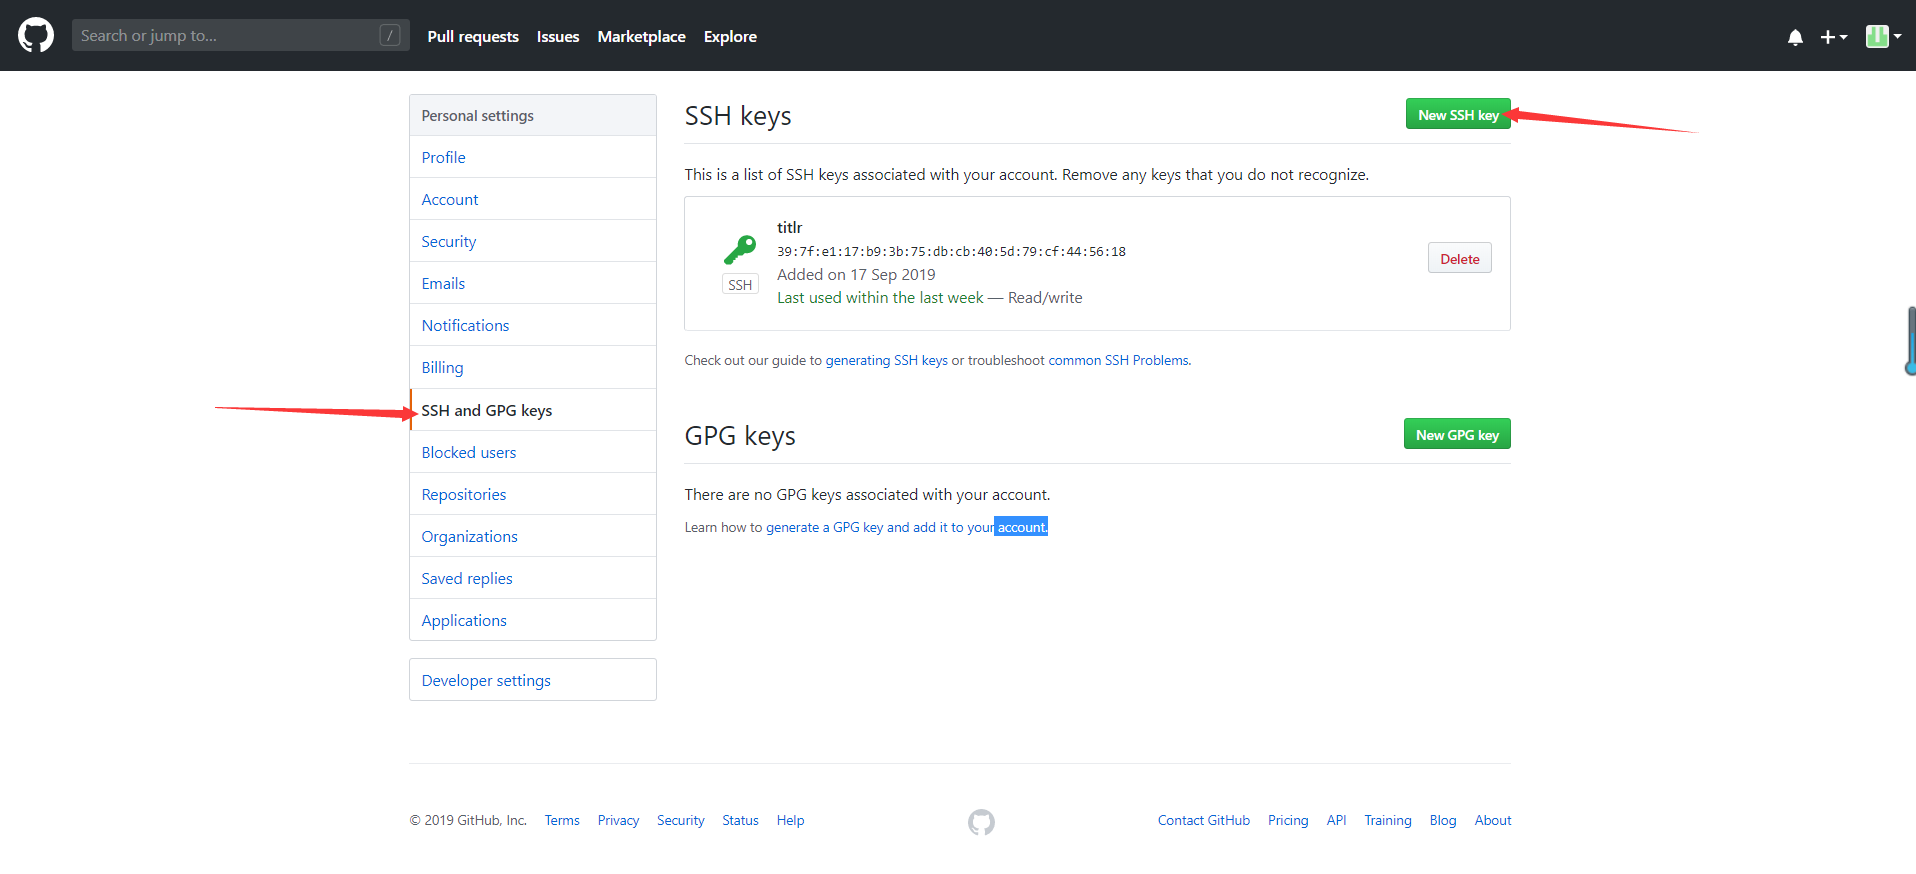 Search or jump to... /
Pull requests Issues Marketplace Explore
Personal settings
Profile
Account
Security
Emails
Notifications
Billing
SSH and GPG keys
Blocked users
Repositories
Organizations
Saved replies
Applications
Developer settings
SSH keys
New SSH key
This is a list of SSH keys associated with your account. Remove any keys that you do not recognize.
titlr
39:7f:e1:17:b9:3b:75:db:cb:40:5d:79:cf:44:56:18
Added on 17 Sep 2019
Last used within the last week — Read/write
SSH
Delete
Check out our guide to generating SSH keys or troubleshoot common SSH Problems.
GPG keys
New GPG key
There are no GPG keys associated with your account.
Learn how to generate a GPG key and add it to your account.
© 2019 GitHub, Inc. Terms Privacy Security Status Help
Contact GitHub Pricing API Training Blog About